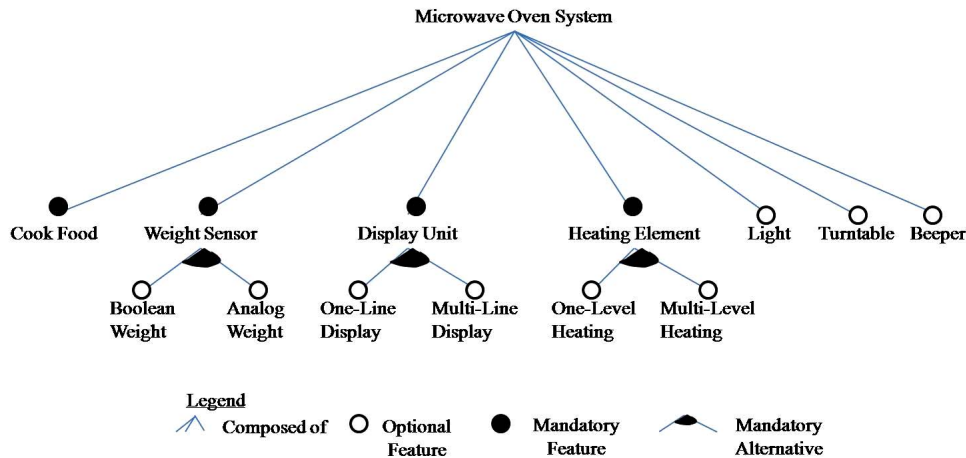 Microwave Oven System
Cook Food
Weight Sensor
Display Unit
Heating Element
Light
Turntable
Beeper
Boolean
Weight
Analog
Weight
One-Line
Display
Multi-Line
Display
One-Level
Heating
Multi-Level
Heating
Legend
Composed of
Optional
Feature
Mandatory
Feature
Mandatory
Alternative